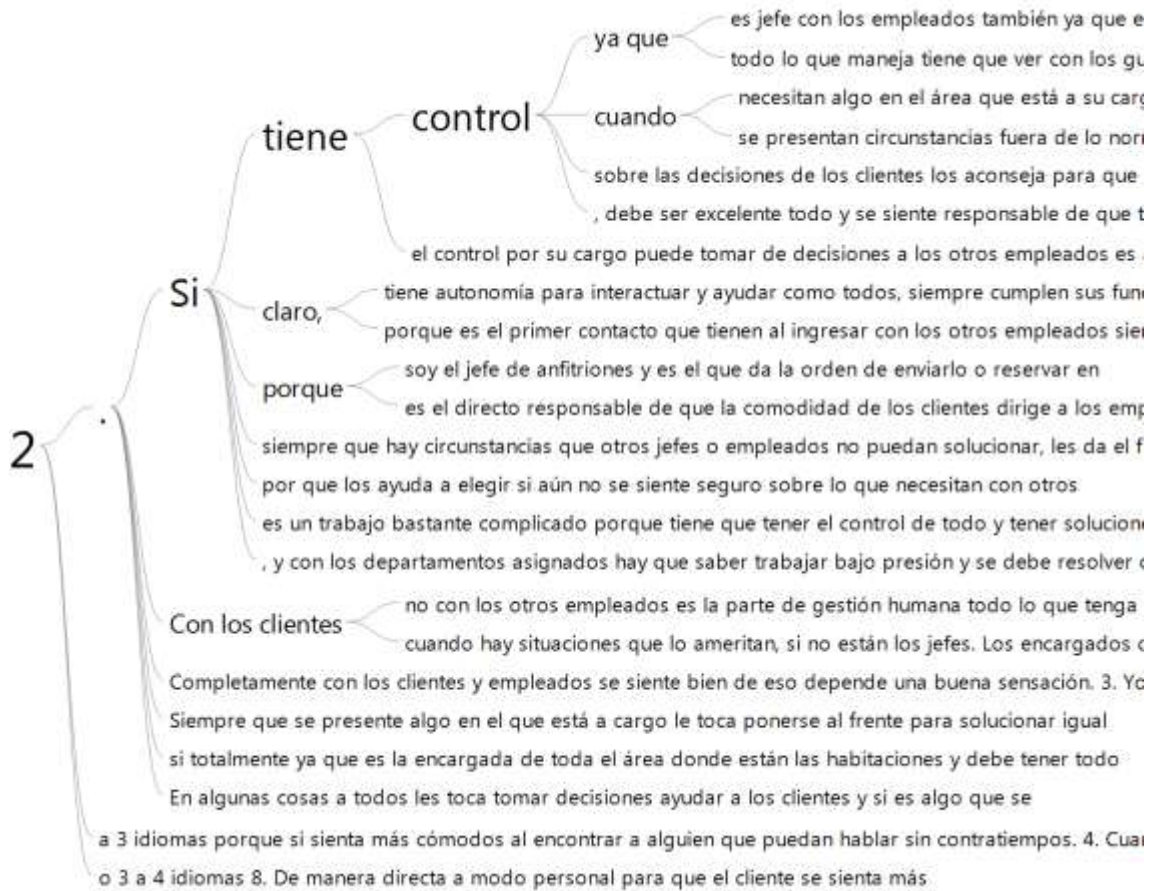 es jefe con los empleados también ya que e
ya que
todo lo que maneja tiene que ver con los gu
necesitan algo en el área que está a su carg
control
cuando
tiene
se presentan circunstancias fuera de lo nor
sobre las decisiones de los clientes los aconseja para que
, debe ser excelente todo y se siente responsable de que t
el control por su cargo puede tomar de decisiones a los otros empleados es
Si
tiene autonomía para interactuar y ayudar como todos, siempre cumplen sus fun
claro,
porque es el primer contacto que tienen al ingresar con los otros empleados sie
soy el jefe de anfitriones y es el que da la orden de enviarlo o reservar en
porque
es el directo responsable de que la comodidad de los clientes dirige a los emp
.
2
siempre que hay circunstancias que otros jefes o empleados no puedan solucionar, les da el f
por que los ayuda a elegir si aún no se siente seguro sobre lo que necesitan con otros
es un trabajo bastante complicado porque tiene que tener el control de todo y tener solucion
, y con los departamentos asignados hay que saber trabajar bajo presión y se debe resolver
no con los otros empleados es la parte de gestión humana todo lo que tenga
Con los clientes
cuando hay situaciones que lo ameritan, si no están los jefes. Los encargados
Completamente con los clientes y empleados se siente bien de eso depende una buena sensación. 3. Yo
Siempre que se presente algo en el que está a cargo le toca ponerse al frente para solucionar igual
si totalmente ya que es la encargada de toda el área donde están las habitaciones y debe tener todo
En algunas cosas a todos les toca tomar decisiones ayudar a los clientes y si es algo que se
a 3 idiomas porque si sienta más cómodos al encontrar a alguien que puedan hablar sin contratiempos. 4. Cua
o 3 a 4 idiomas 8. De manera directa a modo personal para que el cliente se sienta más